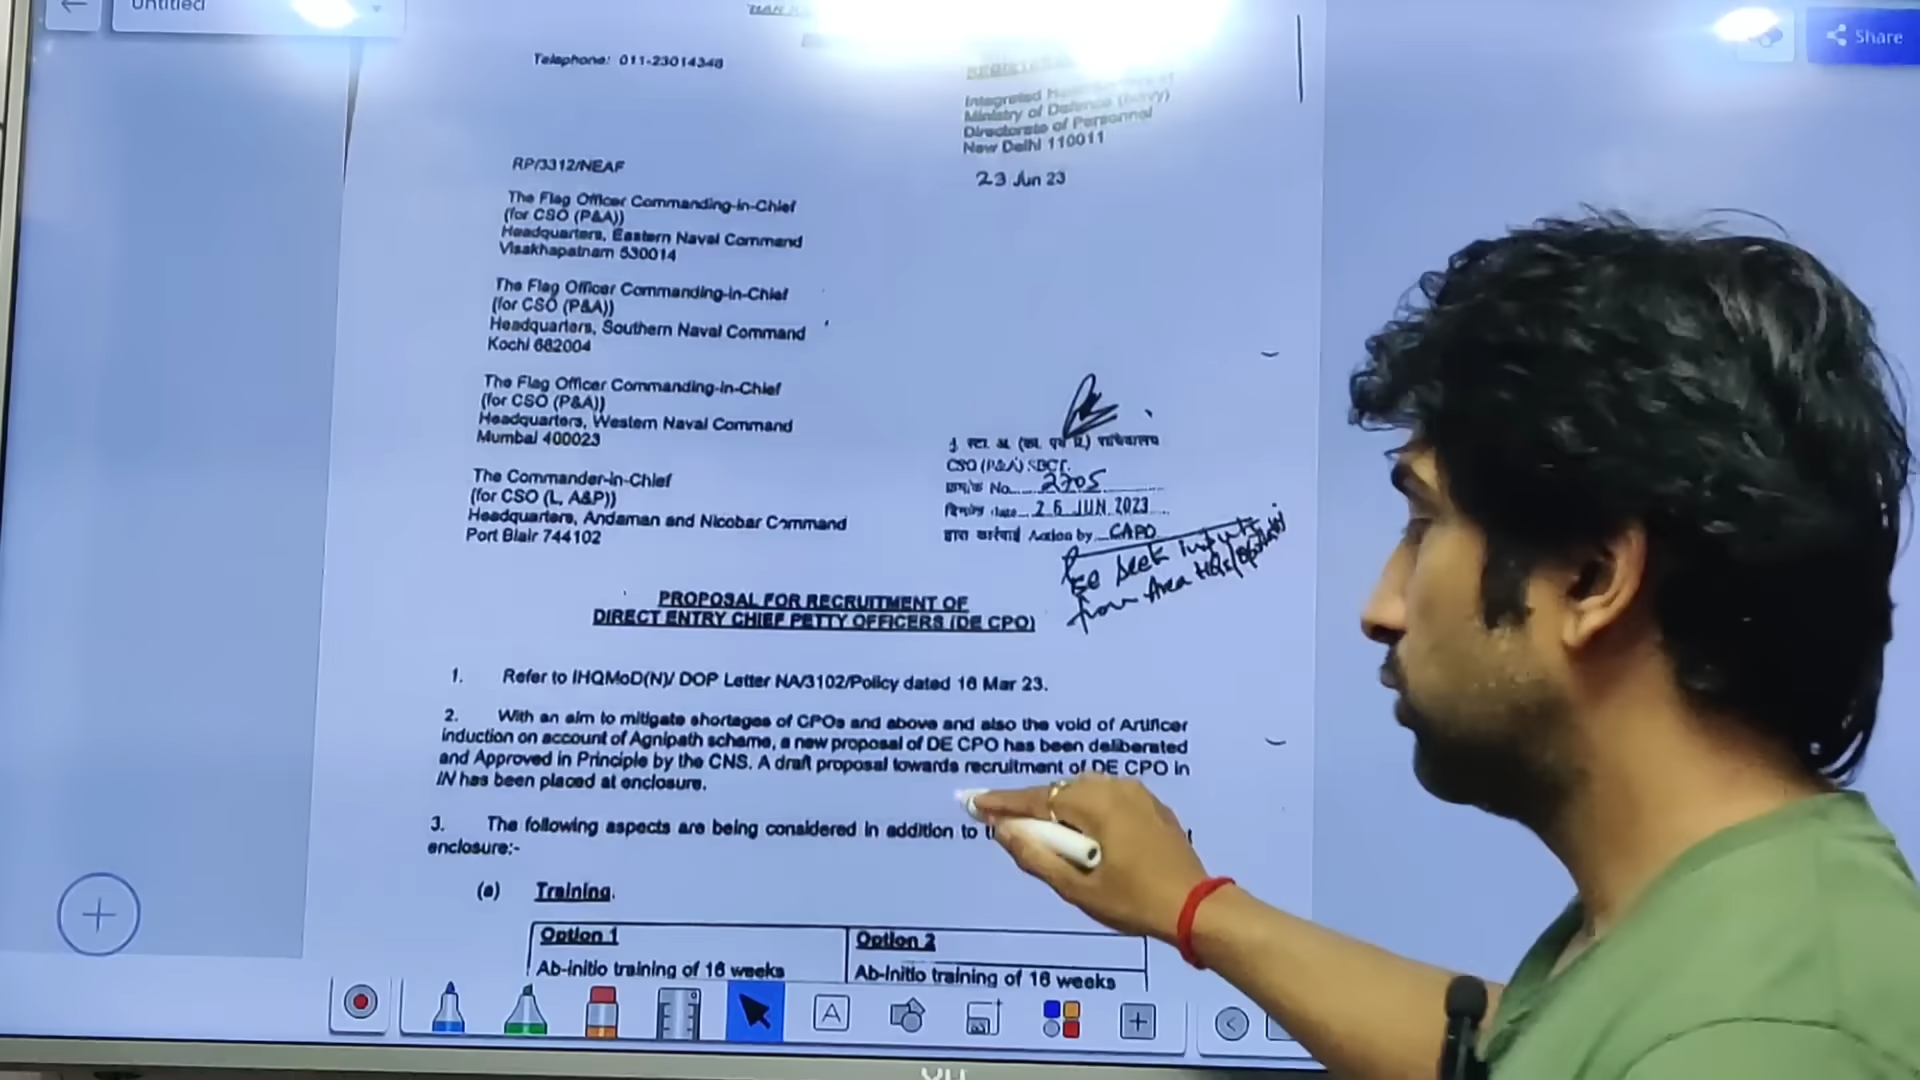 Untitled
Share
Telephone: 011-23014348
Integrated
Ministry of Defence (Navy)
Directorate of Personnel
New Delhi 110011
RP/3312/NEAF
23 Jun 23
The Flag Officer Commanding-in-Chief
(for CSO (P&A))
Headquarters, Eastern Naval Command
Visakhapatnam 530014
The Flag Officer Commanding-in-Chief
(for CSO (P&A))
Headquarters, Southern Naval Command
Kochi 682004
The Flag Officer Commanding-in-Chief
(for CSO (P&A))
Headquarters, Western Naval Command
Mumbai 400023
The Commander-in-Chief
(for CSO (L, A&P))
Headquarters, Andaman and Nicobar Command
Port Blair 744102
CSO (P&A) SECT.
No. 2705
date 26 JUN 2023
Action by CAPO
seek inputs
from Area HQs
PROPOSAL FOR RECRUITMENT OF
DIRECT ENTRY CHIEF PETTY OFFICERS (DE CPO)
1. Refer to IHQMoD(N)/ DOP Letter NA/3102/Policy dated 16 Mar 23.
2. With an aim to mitigate shortages of CPOs and above and also the void of Artificer
induction on account of Agnipath scheme, a new proposal of DE CPO has been deliberated
and Approved in Principle by the CNS. A draft proposal towards recruitment of DE CPO in
IN has been placed at enclosure.
3. The following aspects are being considered in addition to
enclosure:-
(a) Training.
Option 1
Option 2
Ab-initio training of 16 weeks
Ab-initio training of 16 weeks
A